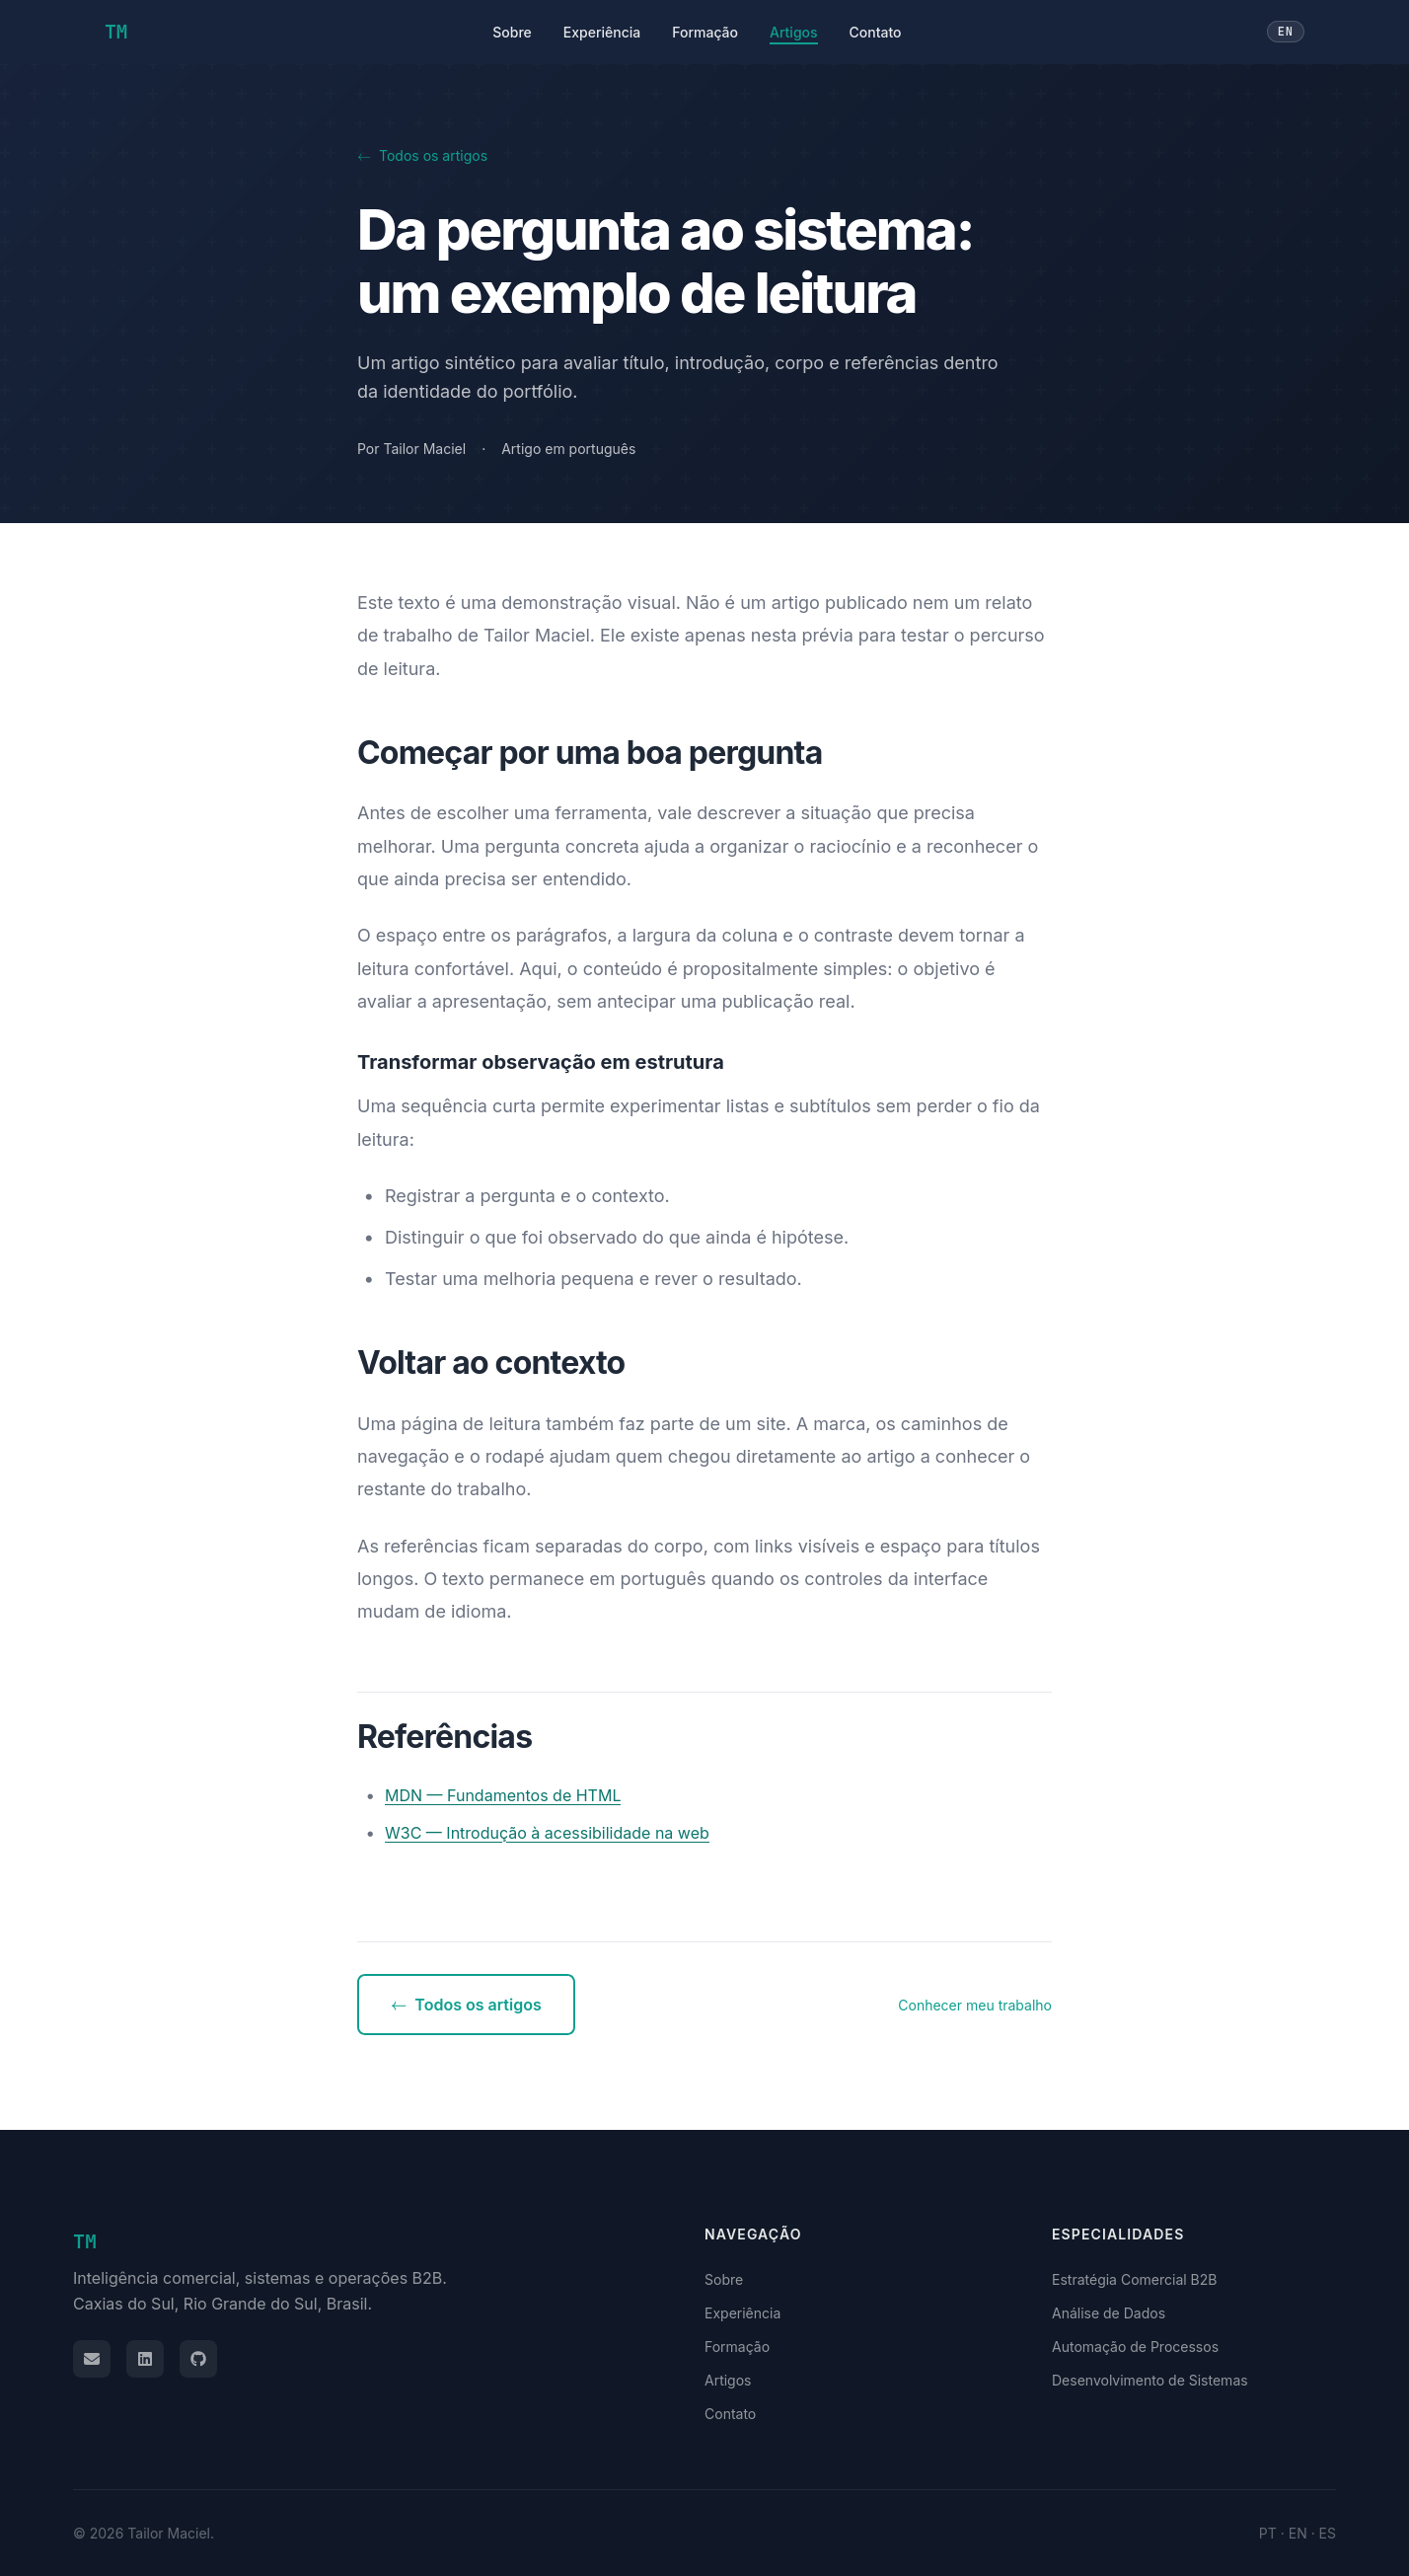 TM
Sobre
Experiência
Formação
Artigos
Contato
EN
← Todos os artigos
Da pergunta ao sistema:
um exemplo de leitura
Um artigo sintético para avaliar título, introdução, corpo e referências dentro
da identidade do portfólio.
Por Tailor Maciel · Artigo em português
Este texto é uma demonstração visual. Não é um artigo publicado nem um relato
de trabalho de Tailor Maciel. Ele existe apenas nesta prévia para testar o percurso
de leitura.
Começar por uma boa pergunta
Antes de escolher uma ferramenta, vale descrever a situação que precisa
melhorar. Uma pergunta concreta ajuda a organizar o raciocínio e a reconhecer o
que ainda precisa ser entendido.
O espaço entre os parágrafos, a largura da coluna e o contraste devem tornar a
leitura confortável. Aqui, o conteúdo é propositalmente simples: o objetivo é
avaliar a apresentação, sem antecipar uma publicação real.
Transformar observação em estrutura
Uma sequência curta permite experimentar listas e subtítulos sem perder o fio da
leitura:
• Registrar a pergunta e o contexto.
• Distinguir o que foi observado do que ainda é hipótese.
• Testar uma melhoria pequena e rever o resultado.
Voltar ao contexto
Uma página de leitura também faz parte de um site. A marca, os caminhos de
navegação e o rodapé ajudam quem chegou diretamente ao artigo a conhecer o
restante do trabalho.
As referências ficam separadas do corpo, com links visíveis e espaço para títulos
longos. O texto permanece em português quando os controles da interface
mudam de idioma.
Referências
• MDN — Fundamentos de HTML
• W3C — Introdução à acessibilidade na web
← Todos os artigos
Conhecer meu trabalho
TM
Inteligência comercial, sistemas e operações B2B.
Caxias do Sul, Rio Grande do Sul, Brasil.
NAVEGAÇÃO
Sobre
Experiência
Formação
Artigos
Contato
ESPECIALIDADES
Estratégia Comercial B2B
Análise de Dados
Automação de Processos
Desenvolvimento de Sistemas
© 2026 Tailor Maciel.
PT · EN · ES